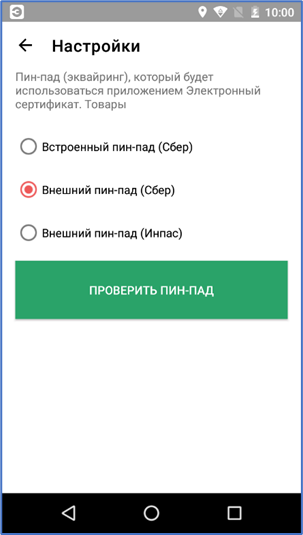 Э 10:00
Настройки
Пин-пад (эквайринг), который будет
использоваться приложением Электронный
сертификат. Товары
Встроенный пин-пад (Сбер)
Внешний пин-пад (Сбер)
Внешний пин-пад (Инпас)
ПРОВЕРИТЬ ПИН-ПАД